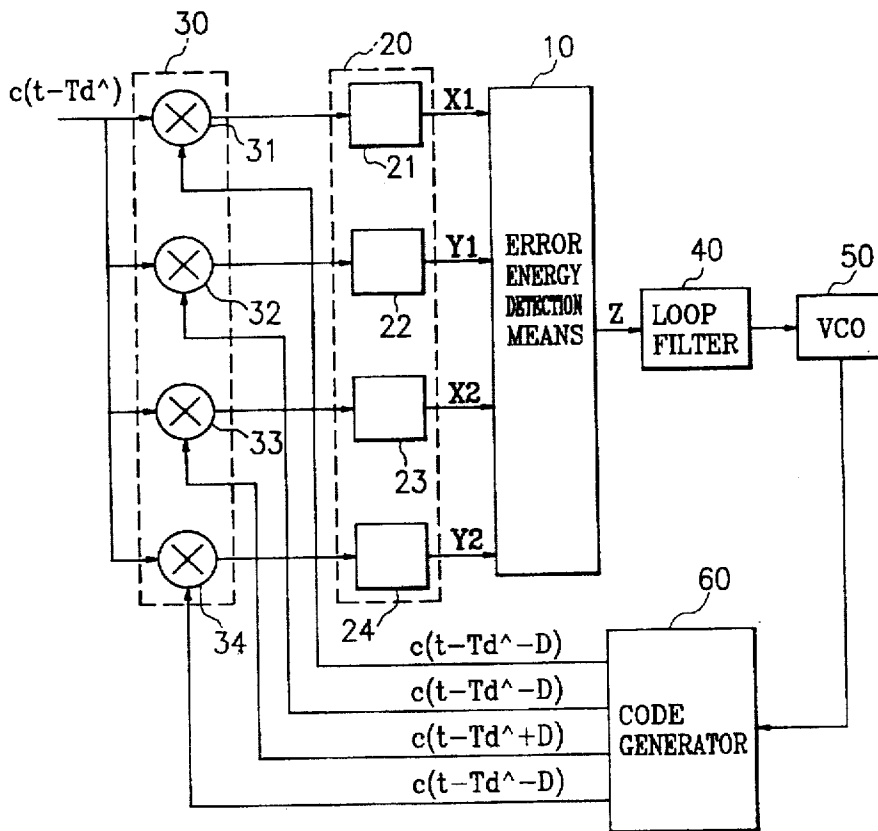 30
20
10
c(t-Td^)
X1
31
21
Y1
32
22
ERROR
ENERGY
DETECTION
MEANS
40
50
Z
LOOP
FILTER
VCO
X2
33
23
Y2
34
24
60
c(t-Td^-D)
c(t-Td^-D)
c(t-Td^+D)
c(t-Td^-D)
CODE
GENERATOR